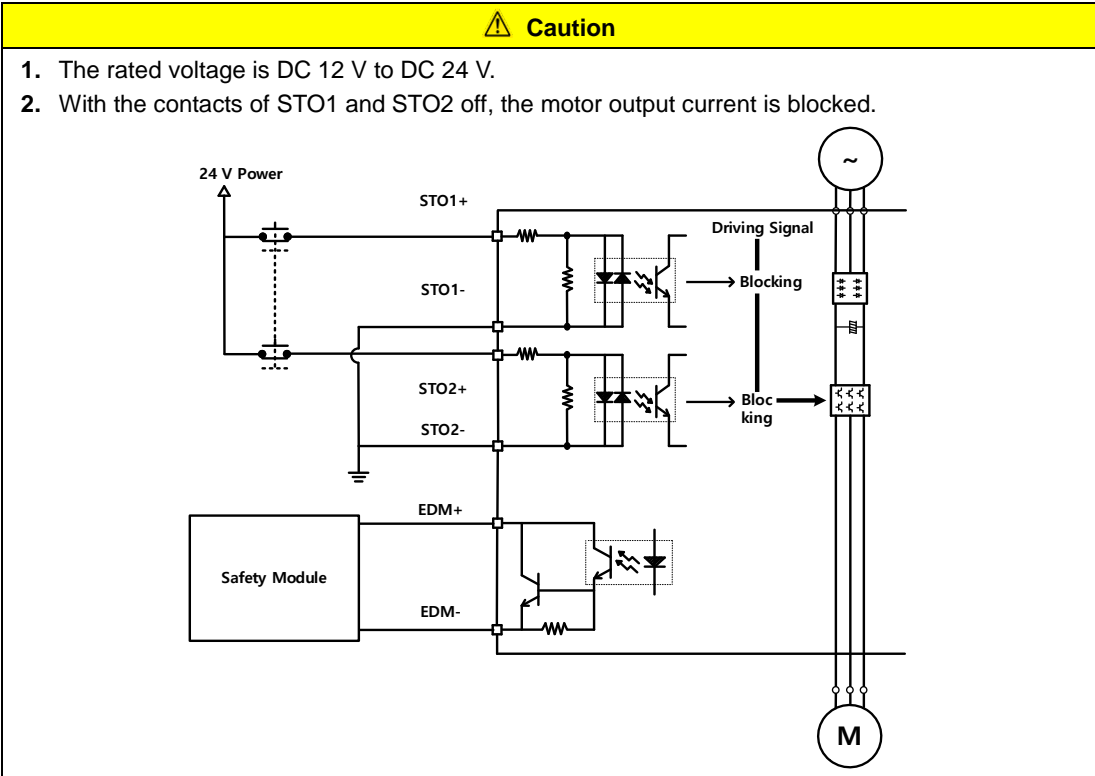 Caution
1. The rated voltage is DC 12 V to DC 24 V.
2. With the contacts of STO1 and STO2 off, the motor output current is blocked.
~
24 V Power
STO1+
Driving Signal
STO1-
Blocking
STO2+
Bloc
king
STO2-
EDM+
Safety Module
EDM-
M